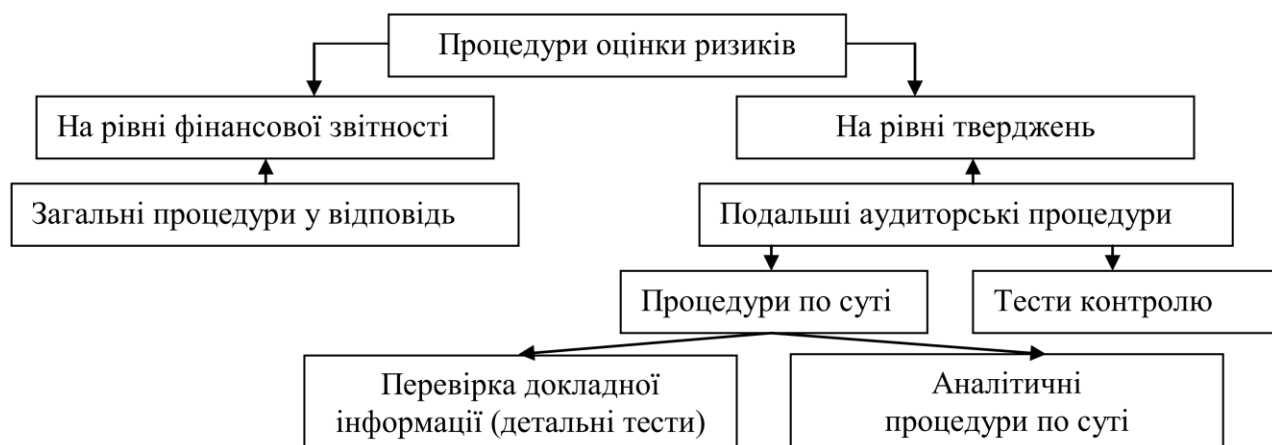 Процедури оцінки ризиків
На рівні фінансової звітності
На рівні тверджень
Загальні процедури у відповідь
Подальші аудиторські процедури
Процедури по суті
Тести контролю
Перевірка докладної
інформації (детальні тести)
Аналітичні
процедури по суті